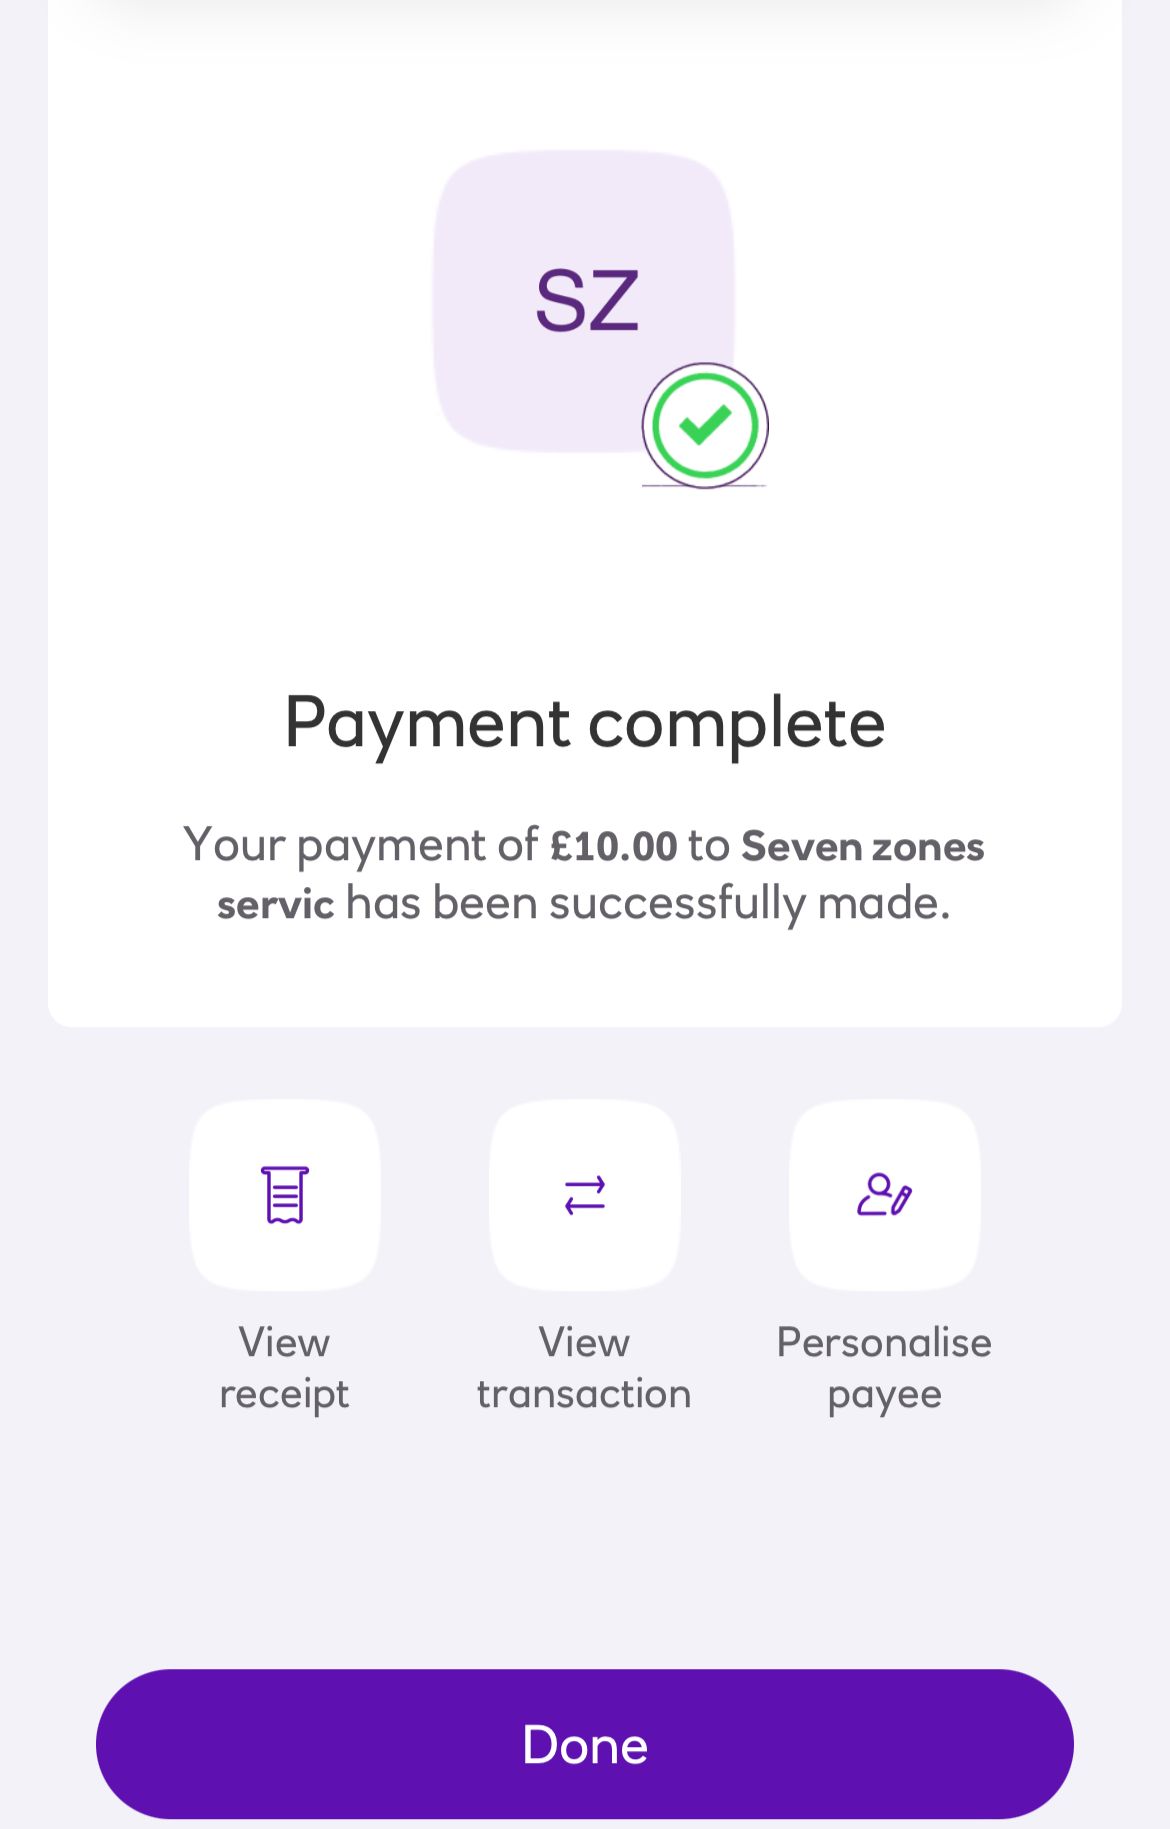 SZ
Payment complete
Your payment of £10.00 to Seven zones
servic has been successfully made.
View
receipt
View
transaction
Personalise
payee
Done